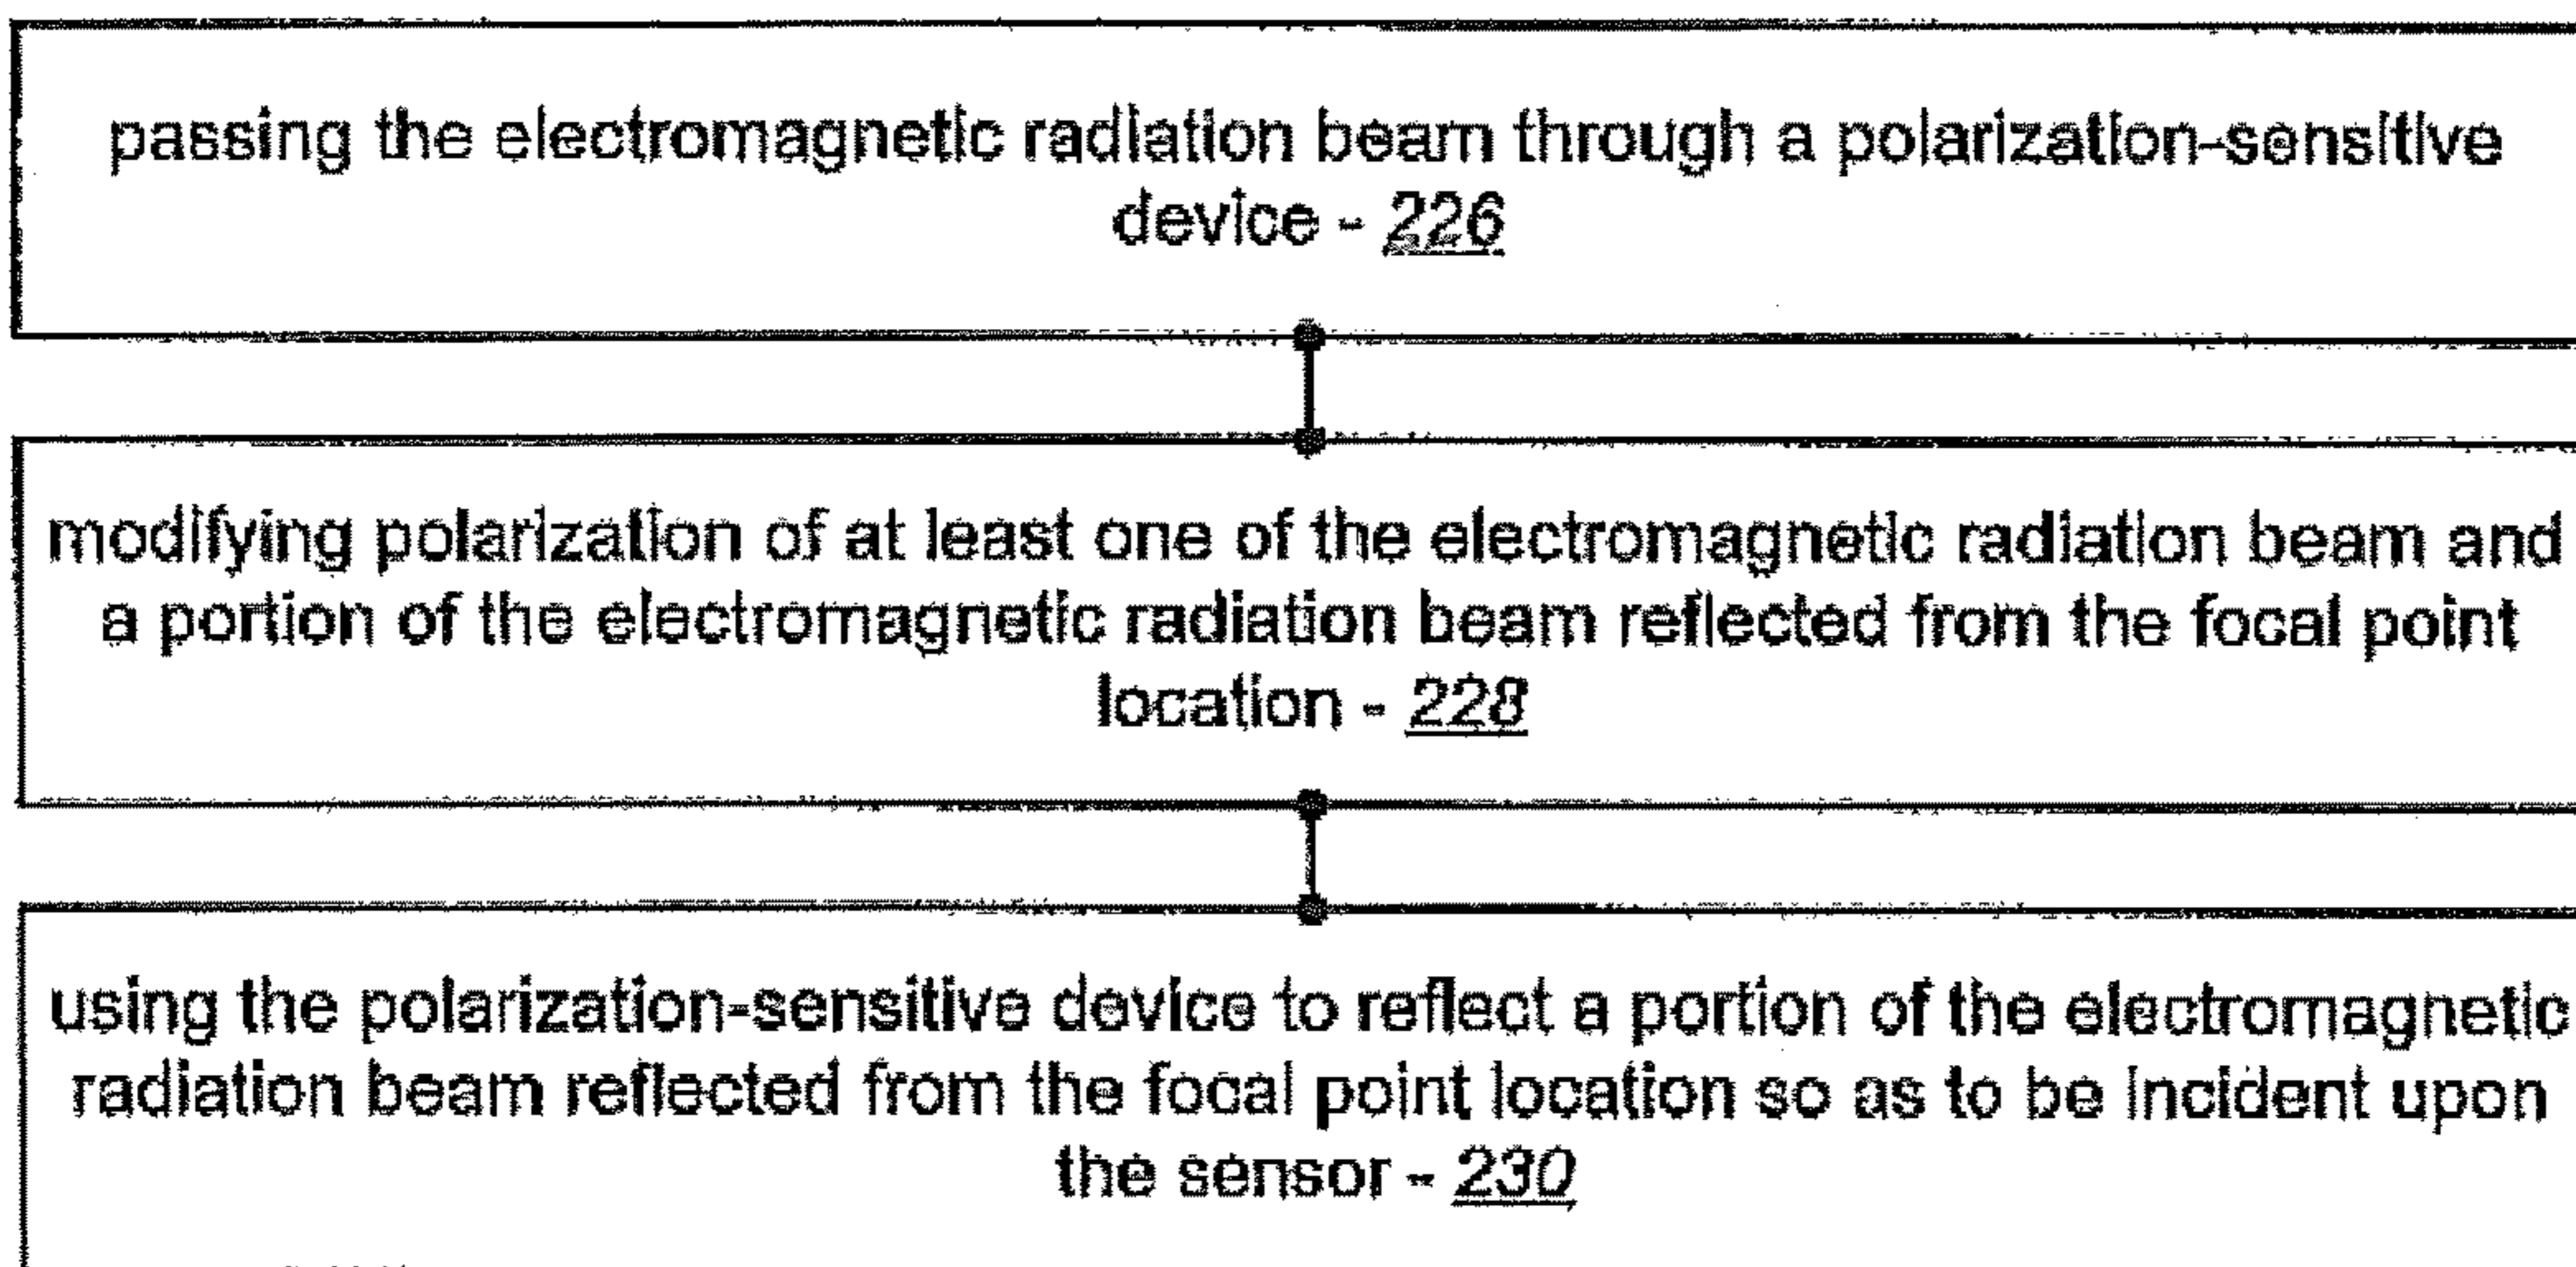 passing the electromagnetic radiation beam through a polarization-sensitive
device - 226
modifying polarization of at least one of the electromagnetic radiation beam and
a portion of the electromagnetic radiation beam reflected from the focal point
location - 228
using the polarization-sensitive device to reflect a portion of the electromagnetic
radiation beam reflected from the focal point location so as to be incident upon
the sensor - 230